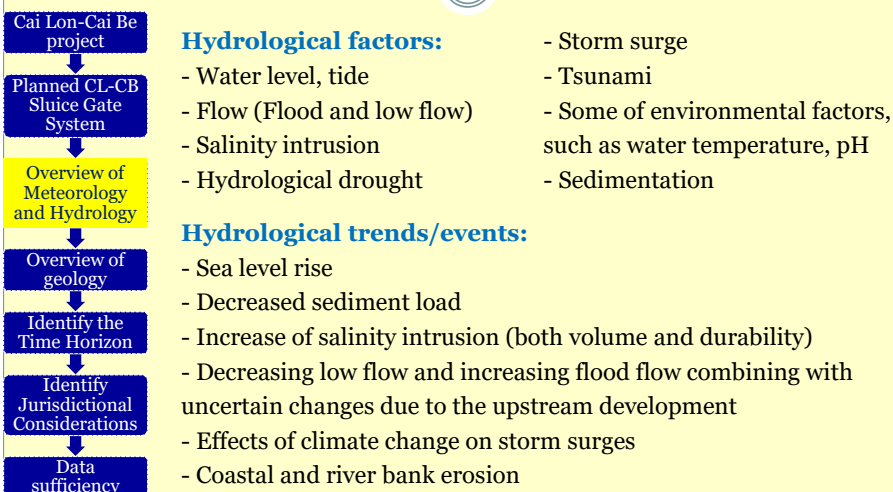 Cai Lon-Cai Be
project
Planned CL-CB
Sluice Gate
System
Overview of
Meteorology
and Hydrology
Overview of
geology
Identify the
Time Horizon
Identify
Jurisdictional
Considerations
Data
sufficiency
Hydrological factors:
- Water level, tide
- Flow (Flood and low flow)
- Salinity intrusion
- Hydrological drought
- Storm surge
- Tsunami
- Some of environmental factors,
such as water temperature, pH
- Sedimentation
Hydrological trends/events:
- Sea level rise
- Decreased sediment load
- Increase of salinity intrusion (both volume and durability)
- Decreasing low flow and increasing flood flow combining with
uncertain changes due to the upstream development
- Effects of climate change on storm surges
- Coastal and river bank erosion